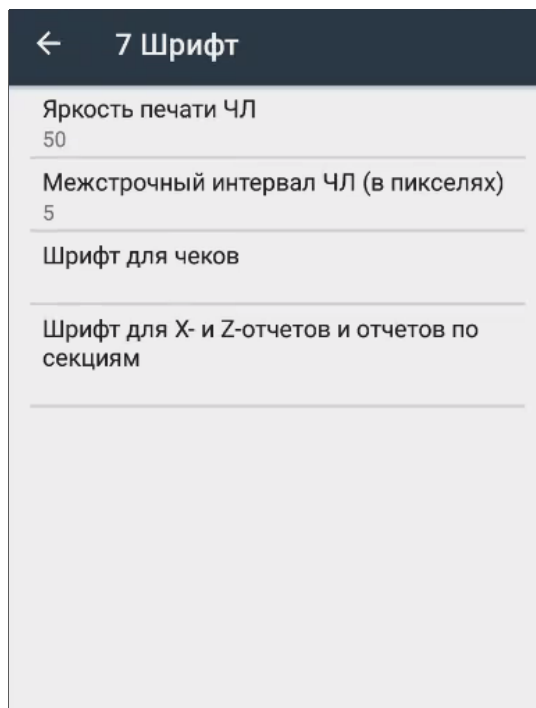 7 Шрифт
Яркость печати ЧЛ
50
Межстрочный интервал ЧЛ (в пикселях)
5
Шрифт для чеков
Шрифт для X- и Z-отчетов и отчетов по
секциям